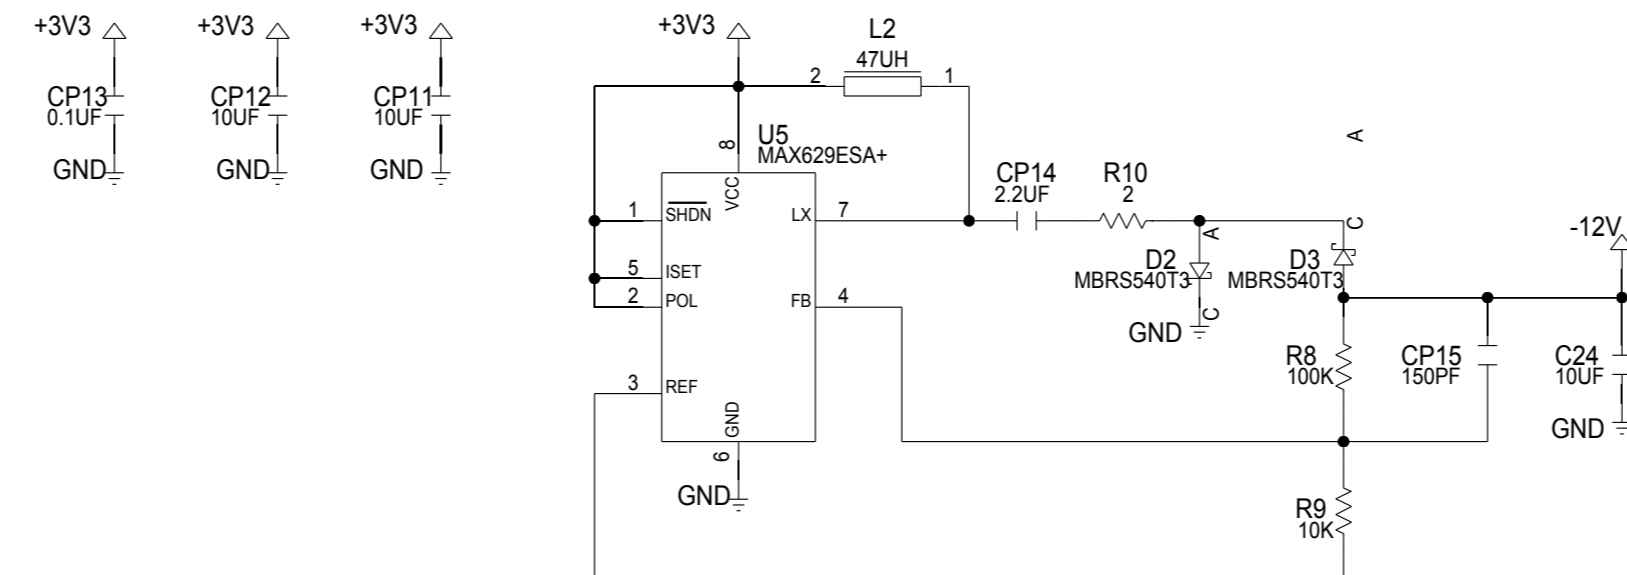 +3V3
CP13
0.1UF
GND
+3V3
CP12
10UF
GND
+3V3
CP11
10UF
GND
+3V3
L2
47UH
2
1
8
U5
MAX629ESA+
VCC
1
SHDN
LX
7
5
ISET
2
POL
FB
4
3
REF
GND
6
GND
CP14
2.2UF
R10
2
A
A
C
D2
MBRS540T3
C
GND
D3
MBRS540T3
-12V
R8
100K
CP15
150PF
C24
10UF
GND
R9
10K